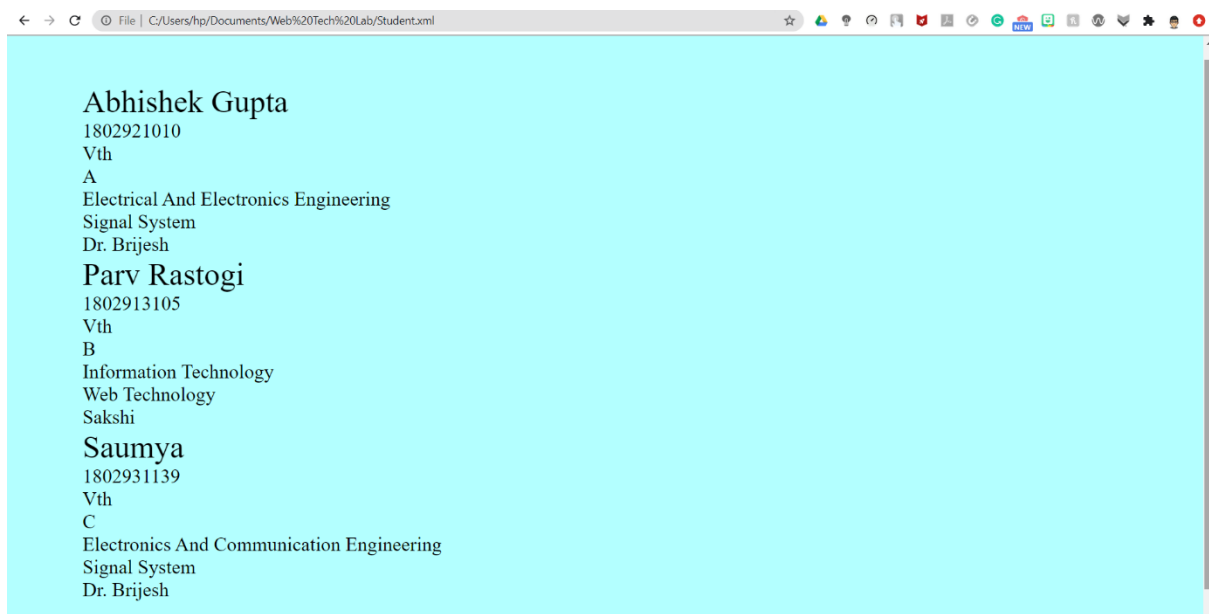 File | C:/Users/hp/Documents/Web%20Tech%20Lab/Student.xml
NEW
Abhishek Gupta
1802921010
Vth
A
Electrical And Electronics Engineering
Signal System
Dr. Brijesh
Parv Rastogi
1802913105
Vth
B
Information Technology
Web Technology
Sakshi
Saumya
1802931139
Vth
C
Electronics And Communication Engineering
Signal System
Dr. Brijesh